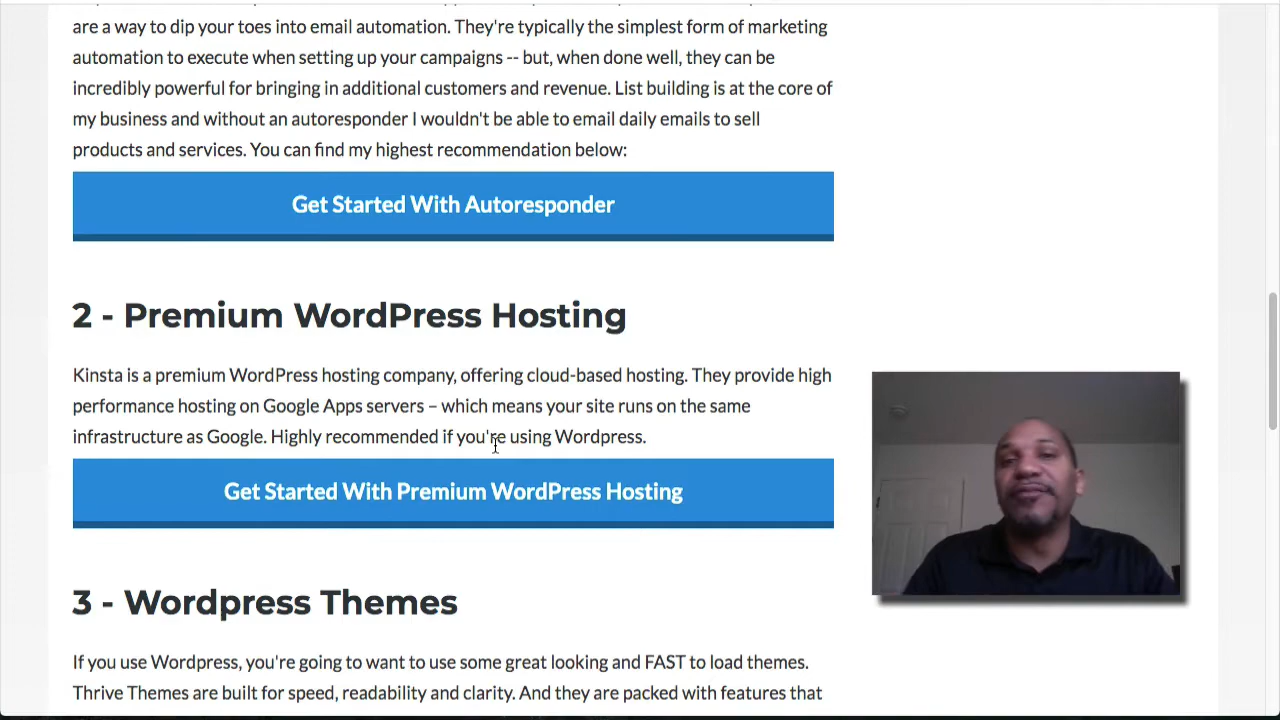 are a way to dip your toes into email automation. They're typically the simplest form of marketing
automation to execute when setting up your campaigns -- but, when done well, they can be
incredibly powerful for bringing in additional customers and revenue. List building is at the core of
my business and without an autoresponder I wouldn't be able to email daily emails to sell
products and services. You can find my highest recommendation below:
Get Started With Autoresponder
2 - Premium WordPress Hosting
Kinsta is a premium WordPress hosting company, offering cloud-based hosting. They provide high
performance hosting on Google Apps servers – which means your site runs on the same
infrastructure as Google. Highly recommended if you're using Wordpress.
Get Started With Premium WordPress Hosting
3 - Wordpress Themes
If you use Wordpress, you're going to want to use some great looking and FAST to load themes.
Thrive Themes are built for speed, readability and clarity. And they are packed with features that